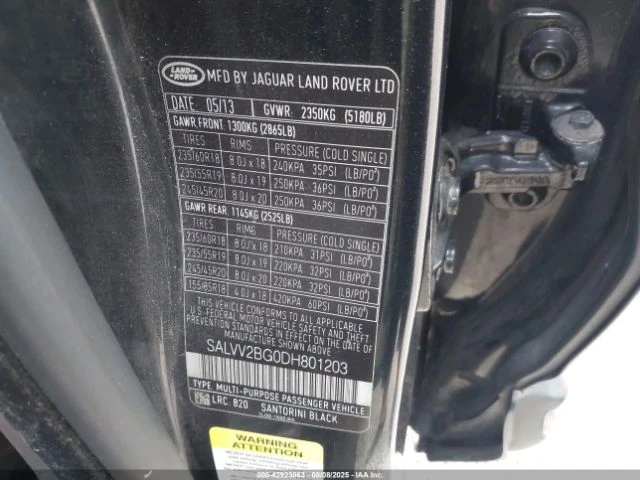 LAND ROVER
MFD BY JAGUAR LAND ROVER LTD
DATE: 05/13 GVWR: 2350KG (5180LB)
GAWR FRONT: 1300KG (2865LB)
TIRES RIMS PRESSURE (COLD SINGLE)
235/60R18 8.0J x 18 240KPA 35PSI (LB/PO²)
235/55R19 8.0J x 19 250KPA 36PSI (LB/PO²)
245/45R20 8.0J x 20 250KPA 36PSI (LB/PO²)
GAWR REAR: 1145KG (2525LB)
TIRES RIMS PRESSURE (COLD SINGLE)
235/60R18 8.0J x 18 210KPA 31PSI (LB/PO²)
235/55R19 8.0J x 19 220KPA 32PSI (LB/PO²)
245/45R20 8.0J x 20 220KPA 32PSI (LB/PO²)
155/85R18 4.0J x 18 420KPA 60PSI (LB/PO²)
THIS VEHICLE CONFORMS TO ALL APPLICABLE
U.S. FEDERAL MOTOR VEHICLE SAFETY AND THEFT
PREVENTION STANDARDS IN EFFECT ON THE DATE OF
MANUFACTURE SHOWN ABOVE.
SALVV2BG0DH801203
TYPE: MULTI-PURPOSE PASSENGER VEHICLE
LRC 820 SANTORINI BLACK
WARNING
ATTENTION
000-42923563 - 08/08/2025 - IAAI.com